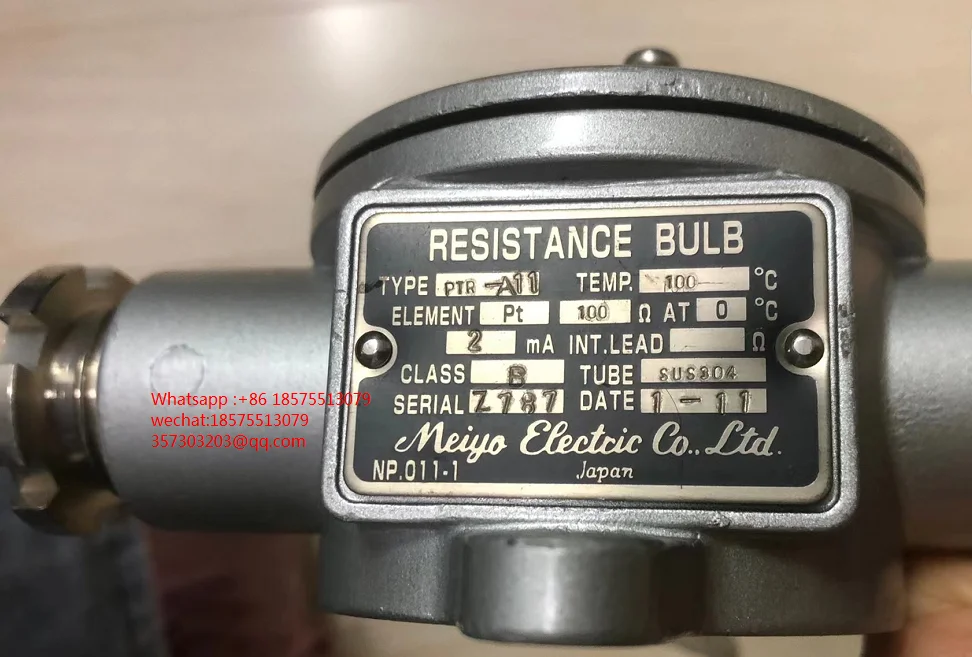 RESISTANCE BULB
TYPE PTR-A11 TEMP. 100 °C
ELEMENT Pt 100 Ω AT 0 °C
2 mA INT.LEAD Ω
CLASS B TUBE SUS304
SERIAL Z787 DATE 1-11
Meiyo Electric Co., Ltd.
NP.011-1 Japan
Whatsapp :+86 18575513079
wechat:18575513079
357303203@qq.com